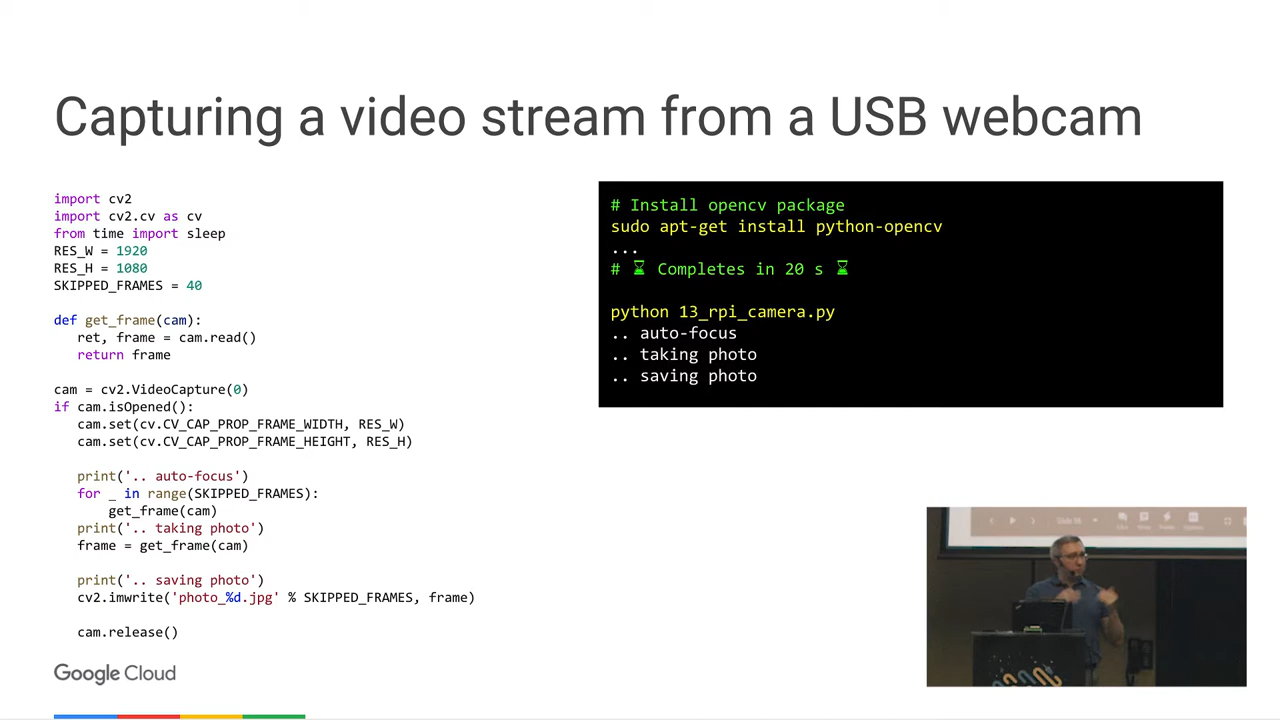 Capturing a video stream from a USB webcam
import cv2
import cv2.cv as cv
from time import sleep
RES_W = 1920
RES_H = 1080
SKIPPED_FRAMES = 40
def get_frame(cam):
ret, frame = cam.read()
return frame
cam = cv2.VideoCapture(0)
if cam.isOpened():
cam.set(cv.CV_CAP_PROP_FRAME_WIDTH, RES_W)
cam.set(cv.CV_CAP_PROP_FRAME_HEIGHT, RES_H)
print('.. auto-focus')
for _ in range(SKIPPED_FRAMES):
get_frame(cam)
print('.. taking photo')
frame = get_frame(cam)
print('.. saving photo')
cv2.imwrite('photo_%d.jpg' % SKIPPED_FRAMES, frame)
cam.release()
# Install opencv package
sudo apt-get install python-opencv
...
# ⌛ Completes in 20 s ⌛
python 13_rpi_camera.py
.. auto-focus
.. taking photo
.. saving photo
Google Cloud